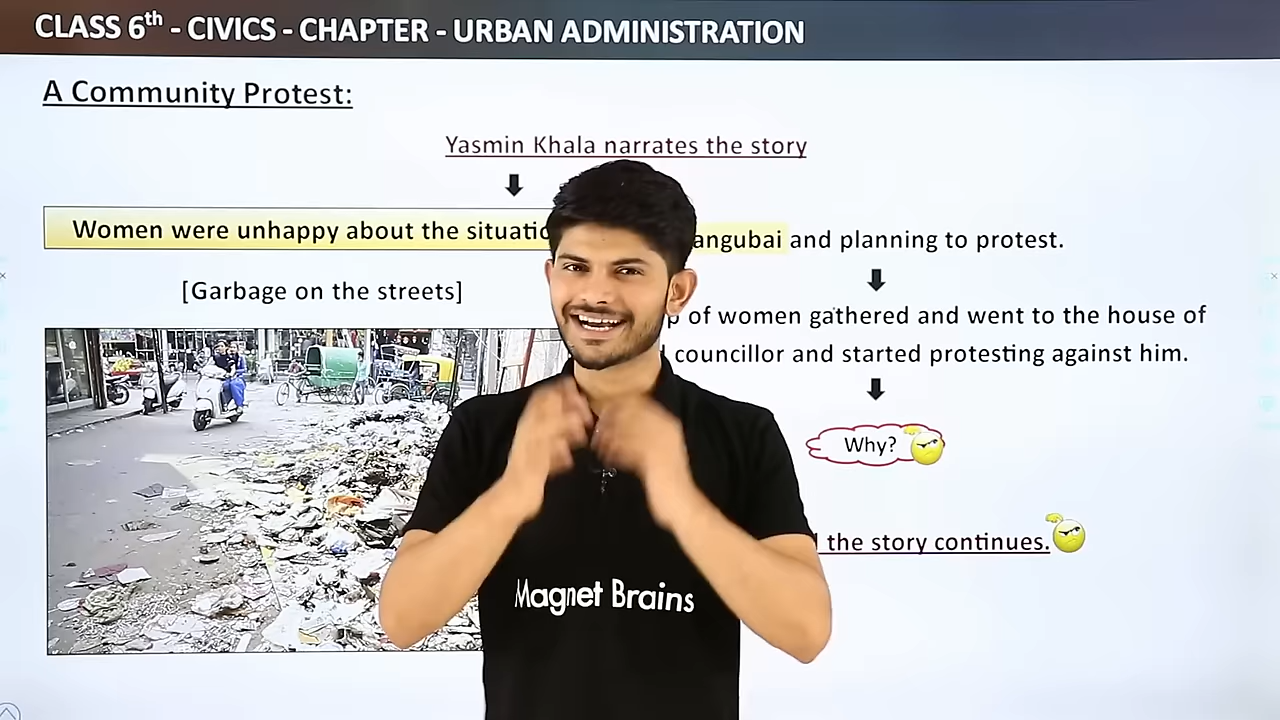 CLASS 6th - CIVICS - CHAPTER - URBAN ADMINISTRATION
A Community Protest:
Yasmin Khala narrates the story
Women were unhappy about the situatio
[Garbage on the streets]
angubai and planning to protest.
p of women gathered and went to the house of
councillor and started protesting against him.
Why?
the story continues.
Magnet Brains